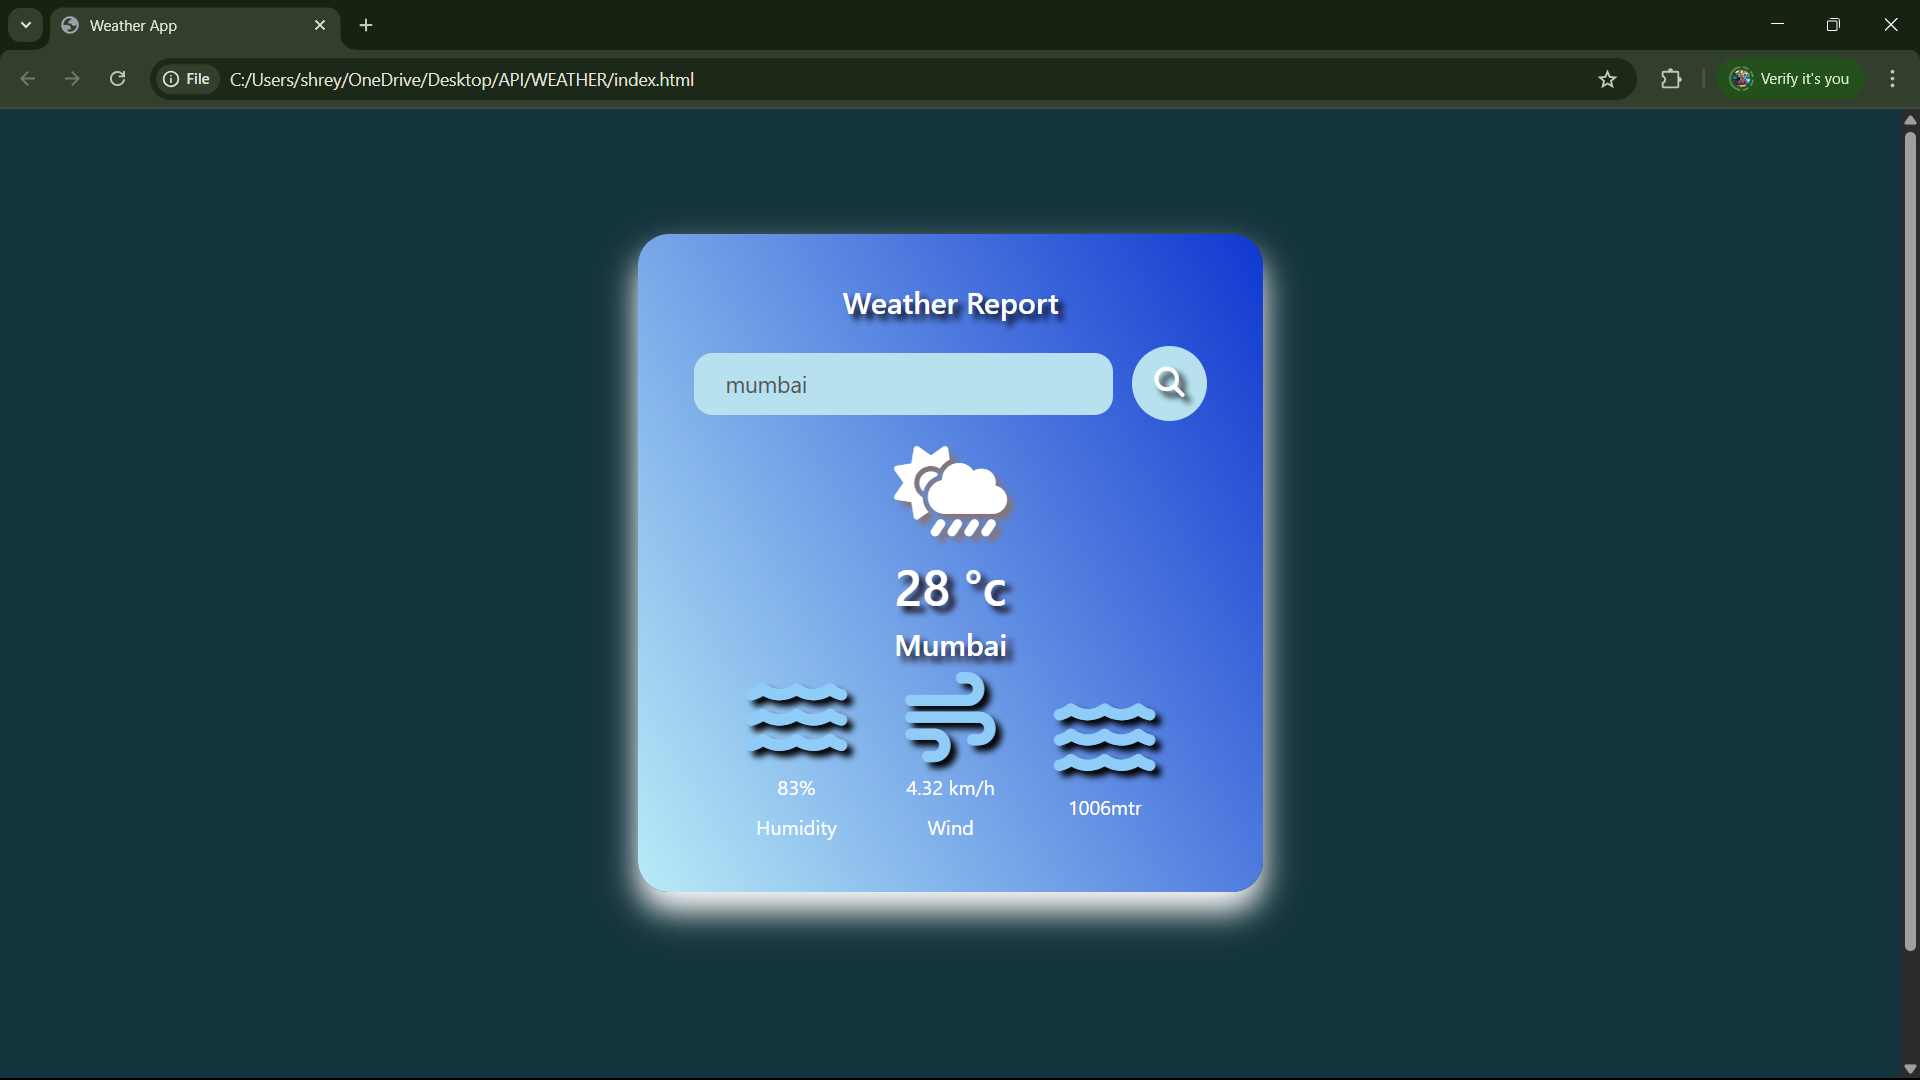 Weather App
File
C:/Users/shrey/OneDrive/Desktop/API/WEATHER/index.html
Verify it's you
Weather Report
mumbai
28 °c
Mumbai
83%
4.32 km/h
1006mtr
Humidity
Wind